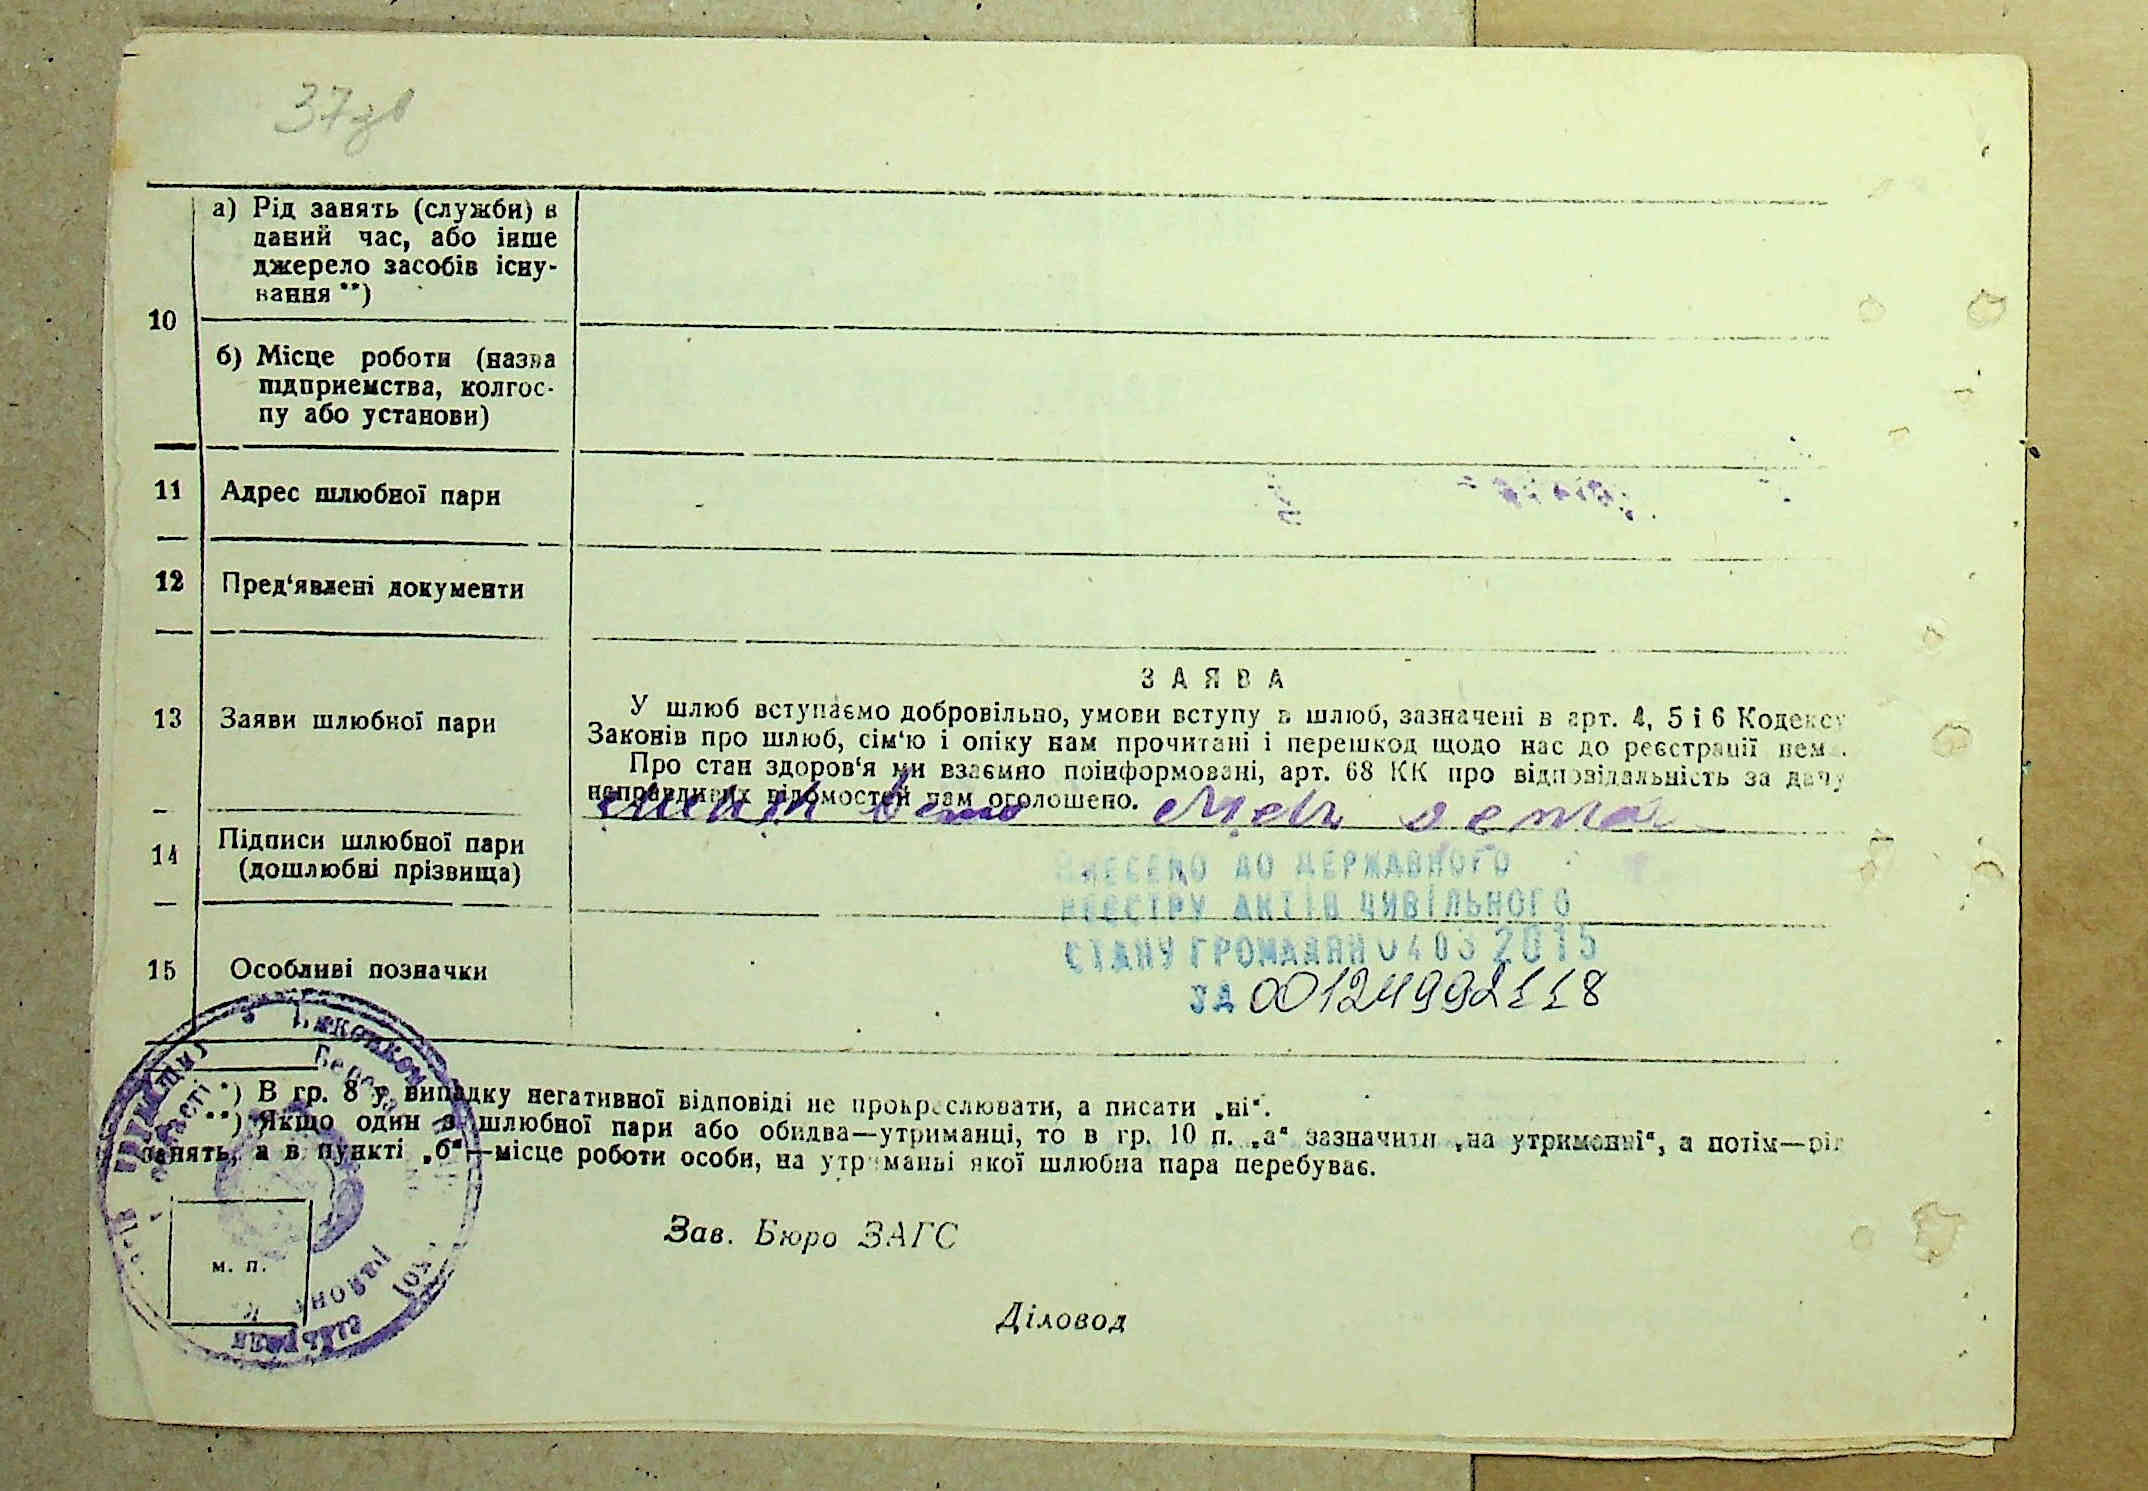 37зв
10
а) Рід занять (служби) в
даний час, або інше
джерело засобів існу-
вання **)
б) Місце роботи (назва
підприємства, колгос-
пу або установи)
11 Адрес шлюбної пари
12 Пред'явлені документи
13 Заяви шлюбної пари
ЗАЯВА
У шлюб вступаємо добровільно, умови вступу в шлюб, зазначені в арт. 4, 5 і 6 Кодексу
Законів про шлюб, сім'ю і опіку нам прочитані і перешкод щодо нас до реєстрації нема.
Про стан здоров'я ми взаємно поінформовані, арт. 68 КК про відповідальність за дачу
неправдивих відомостей нам оголошено.
14 Підписи шлюбної пари
(дошлюбні прізвища)
ВНЕСЕНО ДО ДЕРЖАВНОГО
РЕЄСТРУ АКТІВ ЦИВІЛЬНОГО
СТАНУ ГРОМАДЯН 04 03 2015
15 Особливі позначки
00124992118
*) В гр. 8 у випадку негативної відповіді не прокреслювати, а писати „ні“.
**) Якщо один з шлюбної пари або обидва—утриманці, то в гр. 10 п. „а“ зазначити „на утриманні“, а потім—рід
занять, а в пункті „б“—місце роботи особи, на утриманні якої шлюбна пара перебуває.
м. п.
Зав. Бюро ЗАГС
Діловод